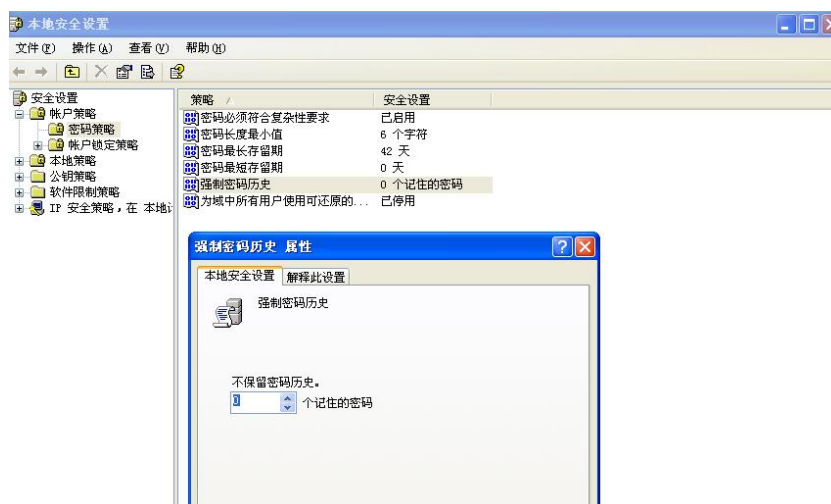 本地安全设置
文件(F) 操作(A) 查看(V) 帮助(H)
安全设置
帐户策略
密码策略
帐户锁定策略
本地策略
公钥策略
软件限制策略
IP 安全策略，在 本地计
策略 安全设置
密码必须符合复杂性要求 已启用
密码长度最小值 6 个字符
密码最长存留期 42 天
密码最短存留期 0 天
强制密码历史 0 个记住的密码
为域中所有用户使用可还原的... 已停用
强制密码历史 属性
本地安全设置 解释此设置
强制密码历史
不保留密码历史。
0 个记住的密码